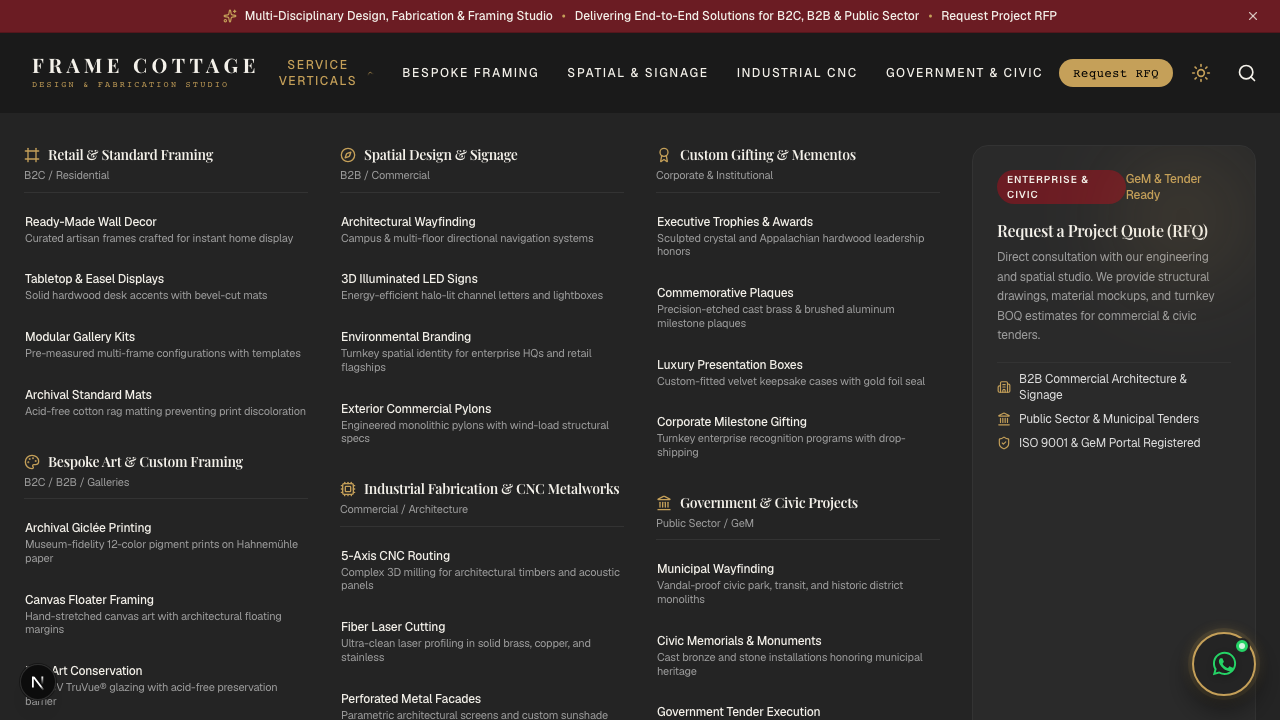 Multi-Disciplinary Design, Fabrication & Framing Studio • Delivering End-to-End Solutions for B2C, B2B & Public Sector • Request Project RFP
FRAME COTTAGE
DESIGN & FABRICATION STUDIO
SERVICE
VERTICALS
BESPOKE FRAMING
SPATIAL & SIGNAGE
INDUSTRIAL CNC
GOVERNMENT & CIVIC
Request RFQ
Retail & Standard Framing
B2C / Residential
Ready-Made Wall Decor
Curated artisan frames crafted for instant home display
Tabletop & Easel Displays
Solid hardwood desk accents with bevel-cut mats
Modular Gallery Kits
Pre-measured multi-frame configurations with templates
Archival Standard Mats
Acid-free cotton rag matting preventing print discoloration
Bespoke Art & Custom Framing
B2C / B2B / Galleries
Archival Giclée Printing
Museum-fidelity 12-color pigment prints on Hahnemühle
paper
Canvas Floater Framing
Hand-stretched canvas art with architectural floating
margins
Art Conservation
V TruVue® glazing with acid-free preservation
barrier
N
Spatial Design & Signage
B2B / Commercial
Architectural Wayfinding
Campus & multi-floor directional navigation systems
3D Illuminated LED Signs
Energy-efficient halo-lit channel letters and lightboxes
Environmental Branding
Turnkey spatial identity for enterprise HQs and retail
flagships
Exterior Commercial Pylons
Engineered monolithic pylons with wind-load structural
specs
Industrial Fabrication & CNC Metalworks
Commercial / Architecture
5-Axis CNC Routing
Complex 3D milling for architectural timbers and acoustic
panels
Fiber Laser Cutting
Ultra-clean laser profiling in solid brass, copper, and
stainless
Perforated Metal Facades
Parametric architectural screens and custom sunshade
Custom Gifting & Mementos
Corporate & Institutional
Executive Trophies & Awards
Sculpted crystal and Appalachian hardwood leadership
honors
Commemorative Plaques
Precision-etched cast brass & brushed aluminum
milestone plaques
Luxury Presentation Boxes
Custom-fitted velvet keepsake cases with gold foil seal
Corporate Milestone Gifting
Turnkey enterprise recognition programs with drop-
shipping
Government & Civic Projects
Public Sector / GeM
Municipal Wayfinding
Vandal-proof civic park, transit, and historic district
monoliths
Civic Memorials & Monuments
Cast bronze and stone installations honoring municipal
heritage
Government Tender Execution
ENTERPRISE &
CIVIC
GeM & Tender
Ready
Request a Project Quote (RFQ)
Direct consultation with our engineering
and spatial studio. We provide structural
drawings, material mockups, and turnkey
BOQ estimates for commercial & civic
tenders.
B2B Commercial Architecture &
Signage
Public Sector & Municipal Tenders
ISO 9001 & GeM Portal Registered